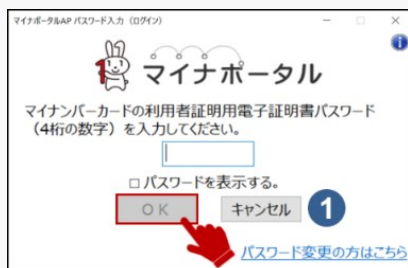 マイナポータルAP パスワード入力 (ログイン)
マイナポータル
マイナンバーカードの利用者証明用電子証明書パスワード
(4桁の数字) を入力してください。
□パスワードを表示する。
OK キャンセル 1
パスワード変更の方はこちら